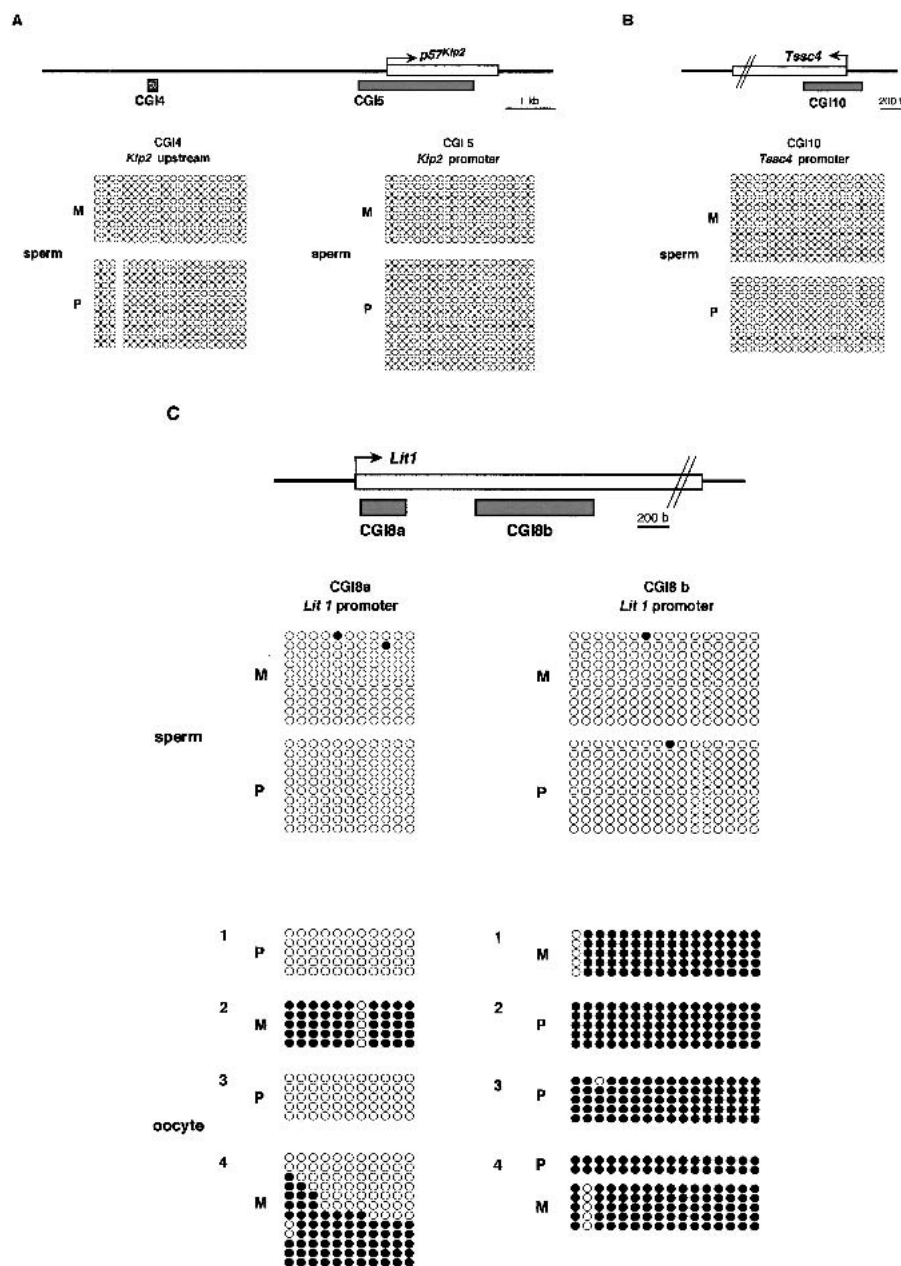 A
B
p57Kip2
CGI4
CGI5
1 kb
Tssc4
CGI10
200 b
CGI4
Kip2 upstream
M
sperm
P
CGI 5
Kip2 promoter
M
sperm
P
CGI10
Tssc4 promoter
M
sperm
P
C
Lit1
CGI8a
CGI8b
200 b
CGI8a
Lit 1 promoter
CGI8 b
Lit 1 promoter
M
M
sperm
P
P
1
P
1
M
2
M
2
P
3
P
3
P
oocyte
4
M
4
P
M